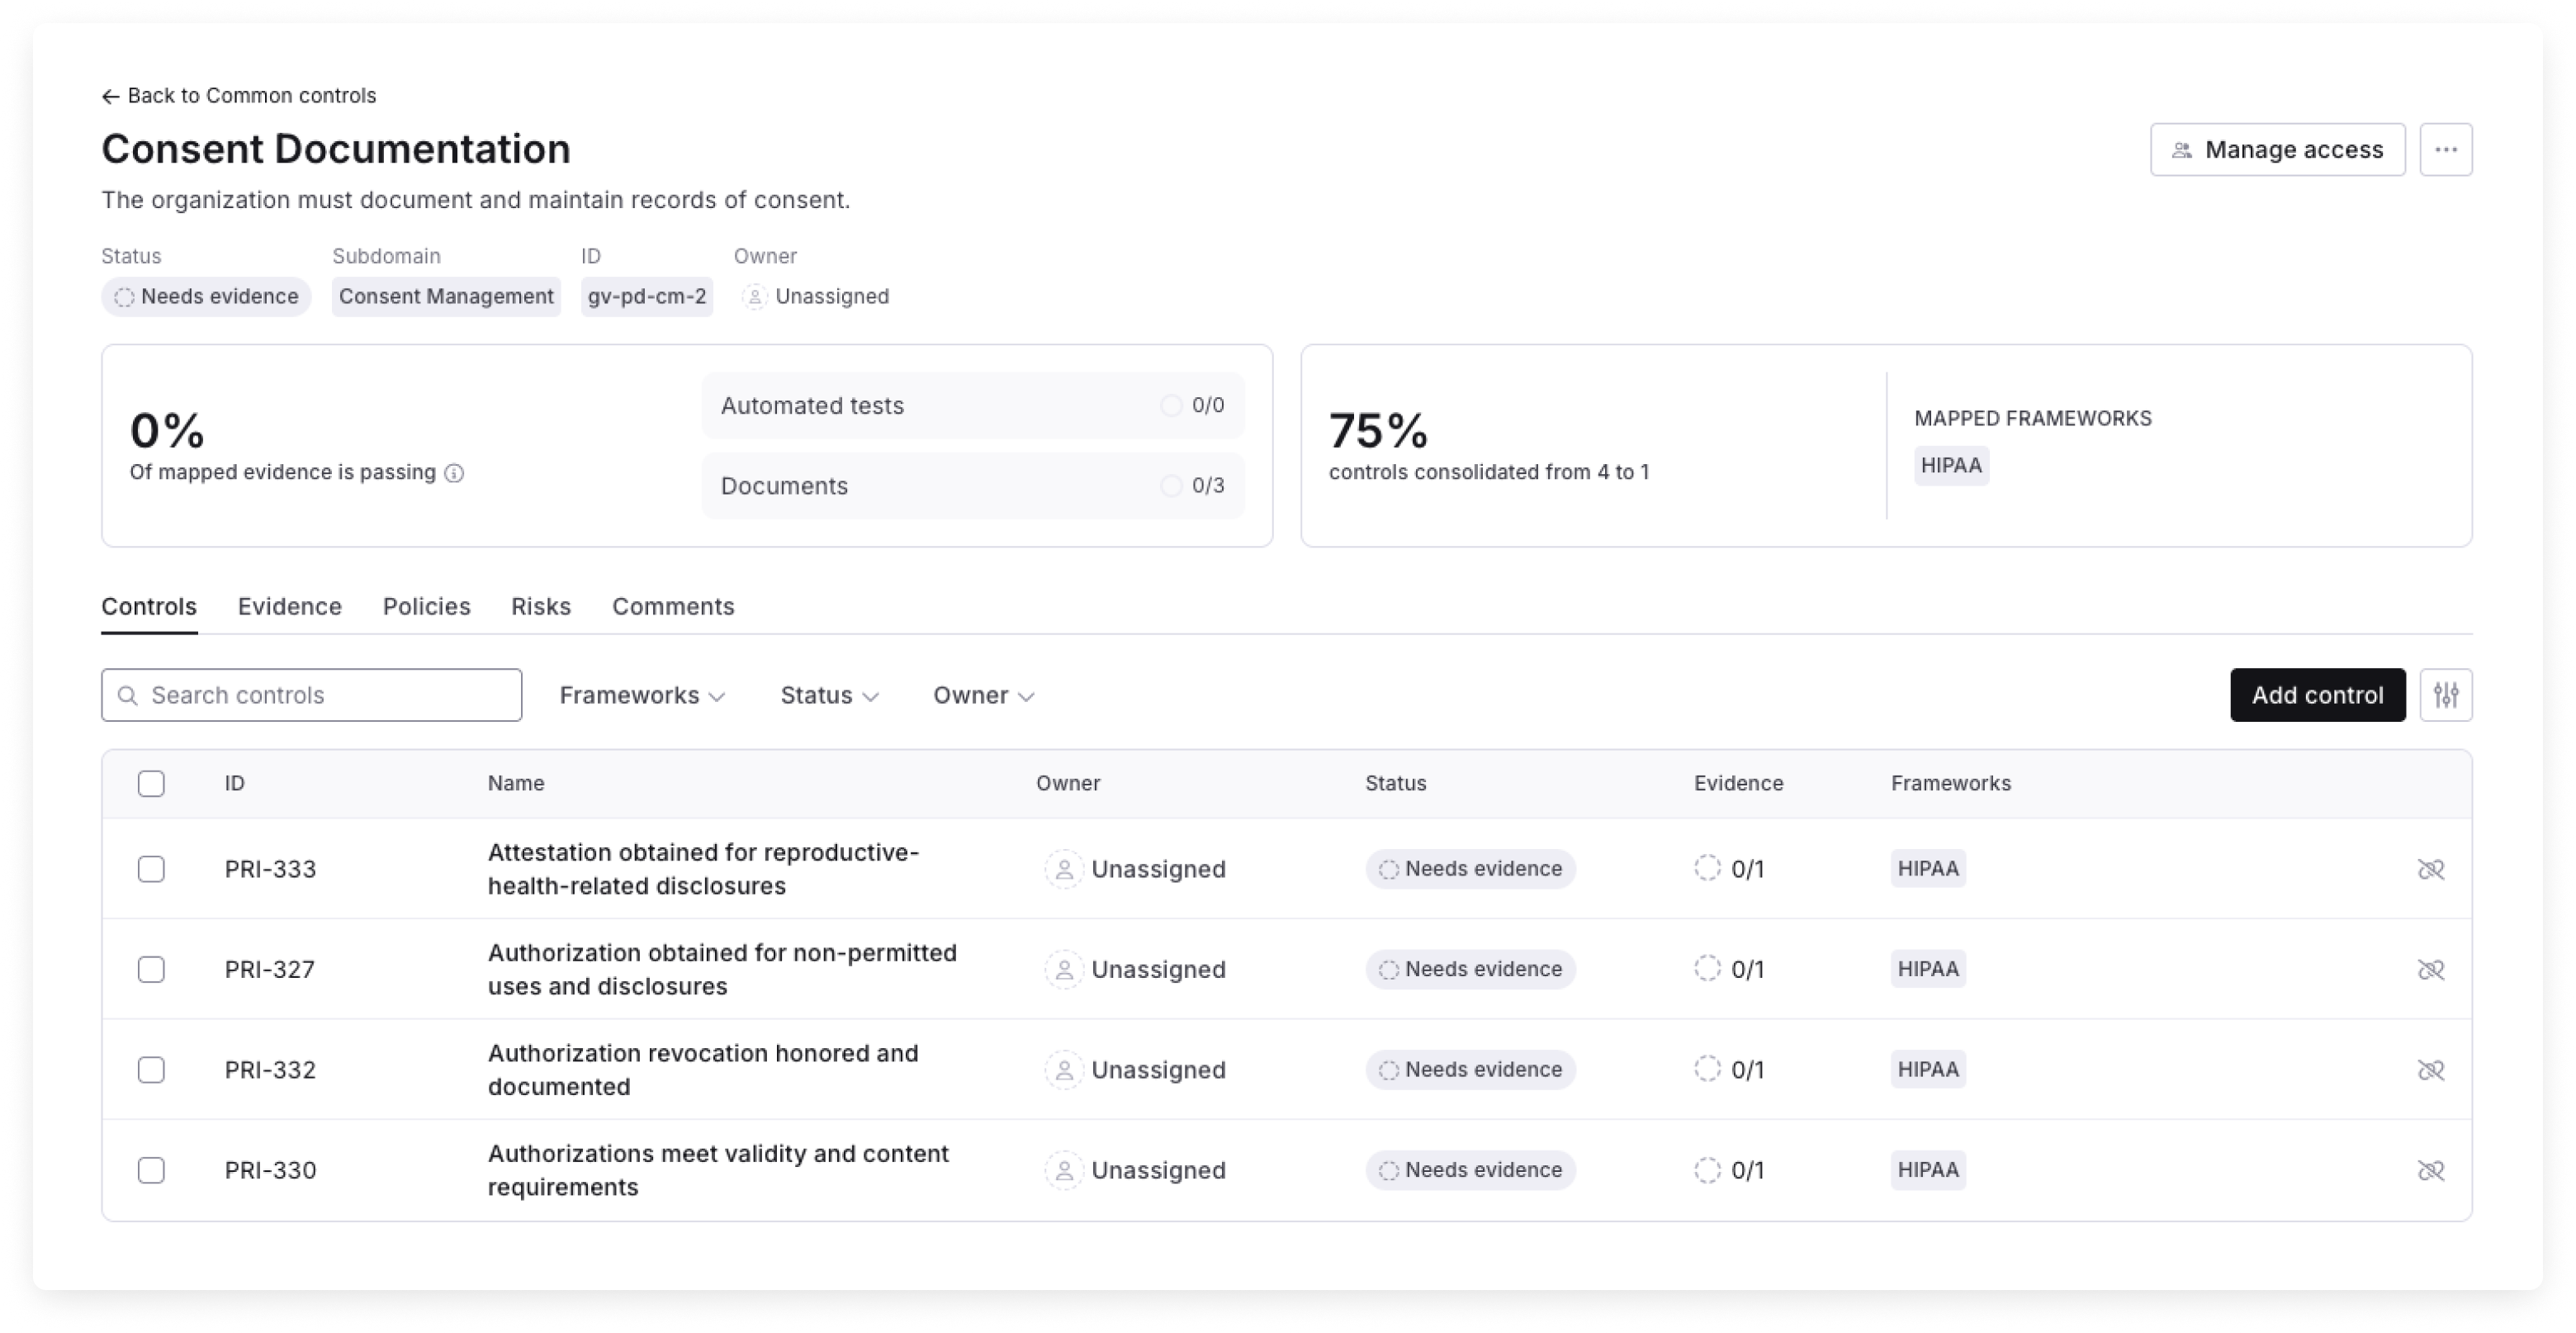 Back to Common controls
Consent Documentation
Manage access
The organization must document and maintain records of consent.
Status Subdomain ID Owner
Needs evidence Consent Management gv-pd-cm-2 Unassigned
0%
Of mapped evidence is passing
Automated tests 0/0
Documents 0/3
75%
controls consolidated from 4 to 1
MAPPED FRAMEWORKS
HIPAA
Controls Evidence Policies Risks Comments
Search controls Frameworks Status Owner Add control
ID Name Owner Status Evidence Frameworks
PRI-333 Attestation obtained for reproductive-
health-related disclosures Unassigned Needs evidence 0/1 HIPAA
PRI-327 Authorization obtained for non-permitted
uses and disclosures Unassigned Needs evidence 0/1 HIPAA
PRI-332 Authorization revocation honored and
documented Unassigned Needs evidence 0/1 HIPAA
PRI-330 Authorizations meet validity and content
requirements Unassigned Needs evidence 0/1 HIPAA